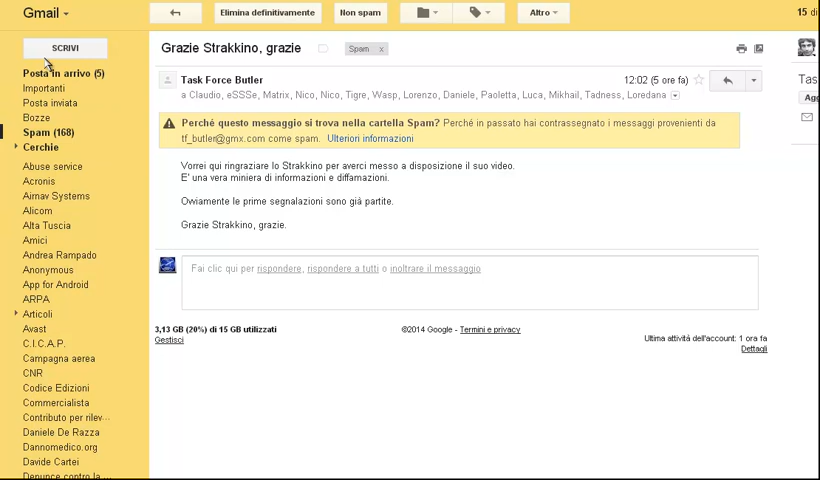 Gmail
Elimina definitivamente
Non spam
Altro
15 di
SCRIVI
Posta in arrivo (5)
Importanti
Posta inviata
Bozze
Spam (168)
Cerchie
Abuse service
Acronis
Airnav Systems
Alicom
Alta Tuscia
Amici
Andrea Rampado
Anonymous
App for Android
ARPA
Articoli
Avast
C.I.C.A.P.
Campagna aerea
CNR
Codice Edizioni
Commercialista
Contributo per rilev...
Daniele De Razza
Dannomedico.org
Davide Cartei
Denunce contro la ...
Grazie Strakkino, grazie
Spam x
Task Force Butler
12:02 (5 ore fa)
a Claudio, eSSSe, Matrix, Nico, Nico, Tigre, Wasp, Lorenzo, Daniele, Paoletta, Luca, Mikhail, Tadness, Loredana
Perché questo messaggio si trova nella cartella Spam? Perché in passato hai contrassegnato i messaggi provenienti da
tf_butler@gmx.com come spam. Ulteriori informazioni
Vorrei qui ringraziare lo Strakkino per averci messo a disposizione il suo video.
E' una vera miniera di informazioni e diffamazioni.
Ovviamente le prime segnalazioni sono già partite.
Grazie Strakkino, grazie.
Fai clic qui per rispondere, rispondere a tutti o inoltrare il messaggio
3,13 GB (20%) di 15 GB utilizzati
Gestisci
©2014 Google - Termini e privacy
Ultima attività dell'account: 1 ora fa
Dettagli
Tas
Agg